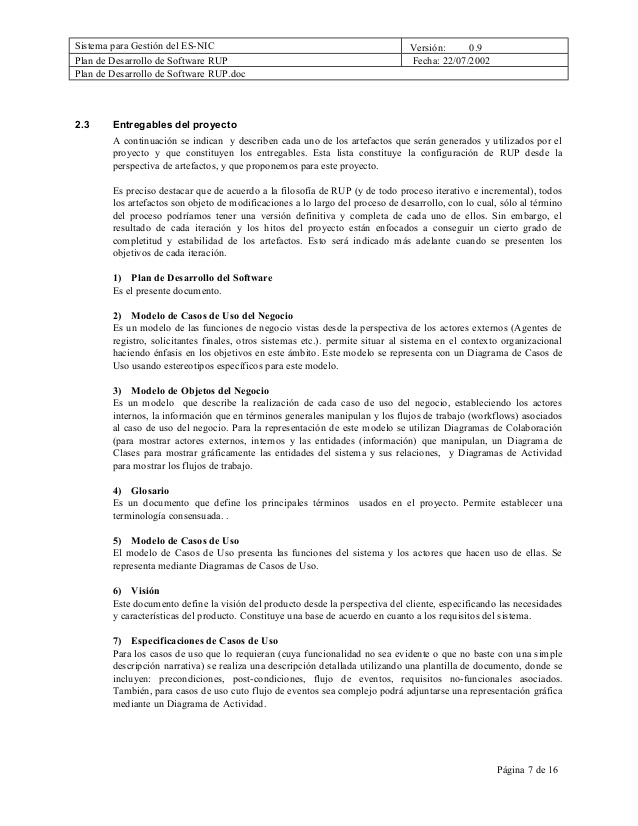 Sistema para Gestión del ES-NIC
Versión: 0.9
Plan de Desarrollo de Software RUP
Fecha: 22/07/2002
Plan de Desarrollo de Software RUP.doc
2.3 Entregables del proyecto
A continuación se indican y describen cada uno de los artefactos que serán generados y utilizados por el
proyecto y que constituyen los entregables. Esta lista constituye la configuración de RUP desde la
perspectiva de artefactos, y que proponemos para este proyecto.
Es preciso destacar que de acuerdo a la filosofía de RUP (y de todo proceso iterativo e incremental), todos
los artefactos son objeto de modificaciones a lo largo del proceso de desarrollo, con lo cual, sólo al término
del proceso podríamos tener una versión definitiva y completa de cada uno de ellos. Sin embargo, el
resultado de cada iteración y los hitos del proyecto están enfocados a conseguir un cierto grado de
completitud y estabilidad de los artefactos. Esto será indicado más adelante cuando se presenten los
objetivos de cada iteración.
1) Plan de Desarrollo del Software
Es el presente documento.
2) Modelo de Casos de Uso del Negocio
Es un modelo de las funciones de negocio vistas desde la perspectiva de los actores externos (Agentes de
registro, solicitantes finales, otros sistemas etc.). permite situar al sistema en el contexto organizacional
haciendo énfasis en los objetivos en este ámbito. Este modelo se representa con un Diagrama de Casos de
Uso usando estereotipos específicos para este modelo.
3) Modelo de Objetos del Negocio
Es un modelo que describe la realización de cada caso de uso del negocio, estableciendo los actores
internos, la información que en términos generales manipulan y los flujos de trabajo (workflows) asociados
al caso de uso del negocio. Para la representación de este modelo se utilizan Diagramas de Colaboración
(para mostrar actores externos, internos y las entidades (información) que manipulan, un Diagrama de
Clases para mostrar gráficamente las entidades del sistema y sus relaciones, y Diagramas de Actividad
para mostrar los flujos de trabajo.
4) Glosario
Es un documento que define los principales términos usados en el proyecto. Permite establecer una
terminología consensuada. .
5) Modelo de Casos de Uso
El modelo de Casos de Uso presenta las funciones del sistema y los actores que hacen uso de ellas. Se
representa mediante Diagramas de Casos de Uso.
6) Visión
Este documento define la visión del producto desde la perspectiva del cliente, especificando las necesidades
y características del producto. Constituye una base de acuerdo en cuanto a los requisitos del sistema.
7) Especificaciones de Casos de Uso
Para los casos de uso que lo requieran (cuya funcionalidad no sea evidente o que no baste con una simple
descripción narrativa) se realiza una descripción detallada utilizando una plantilla de documento, donde se
incluyen: precondiciones, post-condiciones, flujo de eventos, requisitos no-funcionales asociados.
También, para casos de uso cuto flujo de eventos sea complejo podrá adjuntarse una representación gráfica
mediante un Diagrama de Actividad.
Página 7 de 16